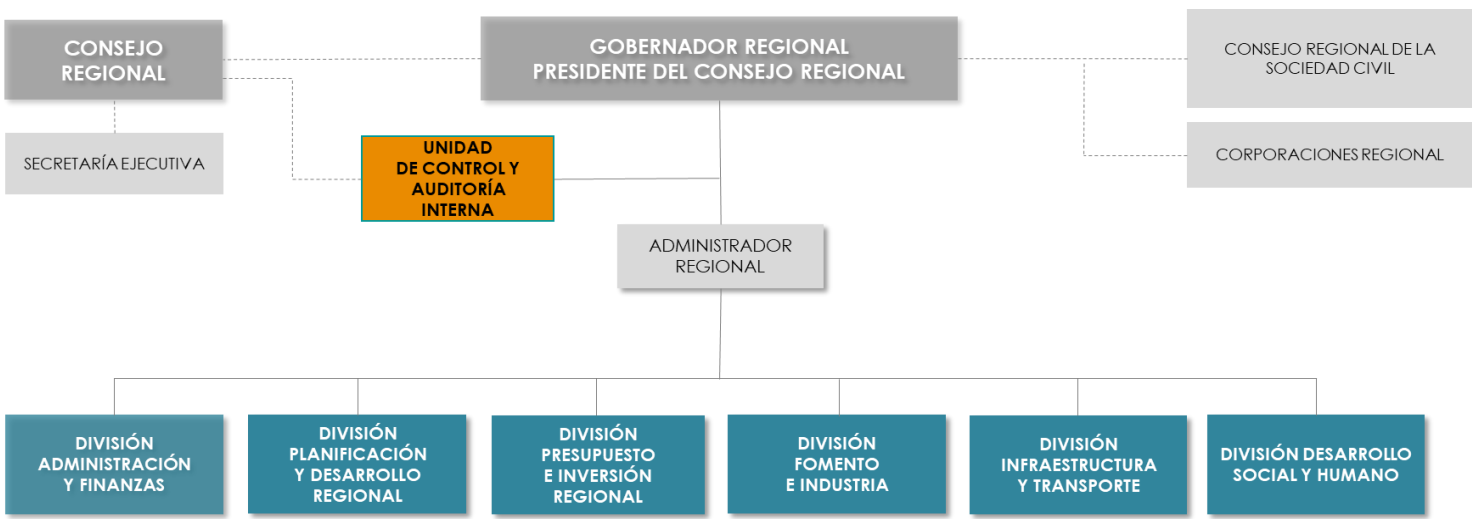 CONSEJO
REGIONAL
GOBERNADOR REGIONAL
PRESIDENTE DEL CONSEJO REGIONAL
CONSEJO REGIONAL DE LA
SOCIEDAD CIVIL
SECRETARÍA EJECUTIVA
UNIDAD
DE CONTROL Y
AUDITORÍA
INTERNA
CORPORACIONES REGIONAL
ADMINISTRADOR
REGIONAL
DIVISIÓN
ADMINISTRACIÓN
Y FINANZAS
DIVISIÓN
PLANIFICACIÓN
Y DESARROLLO
REGIONAL
DIVISIÓN
PRESUPUESTO
E INVERSIÓN
REGIONAL
DIVISIÓN
FOMENTO
E INDUSTRIA
DIVISIÓN
INFRAESTRUCTURA
Y TRANSPORTE
DIVISIÓN DESARROLLO
SOCIAL Y HUMANO